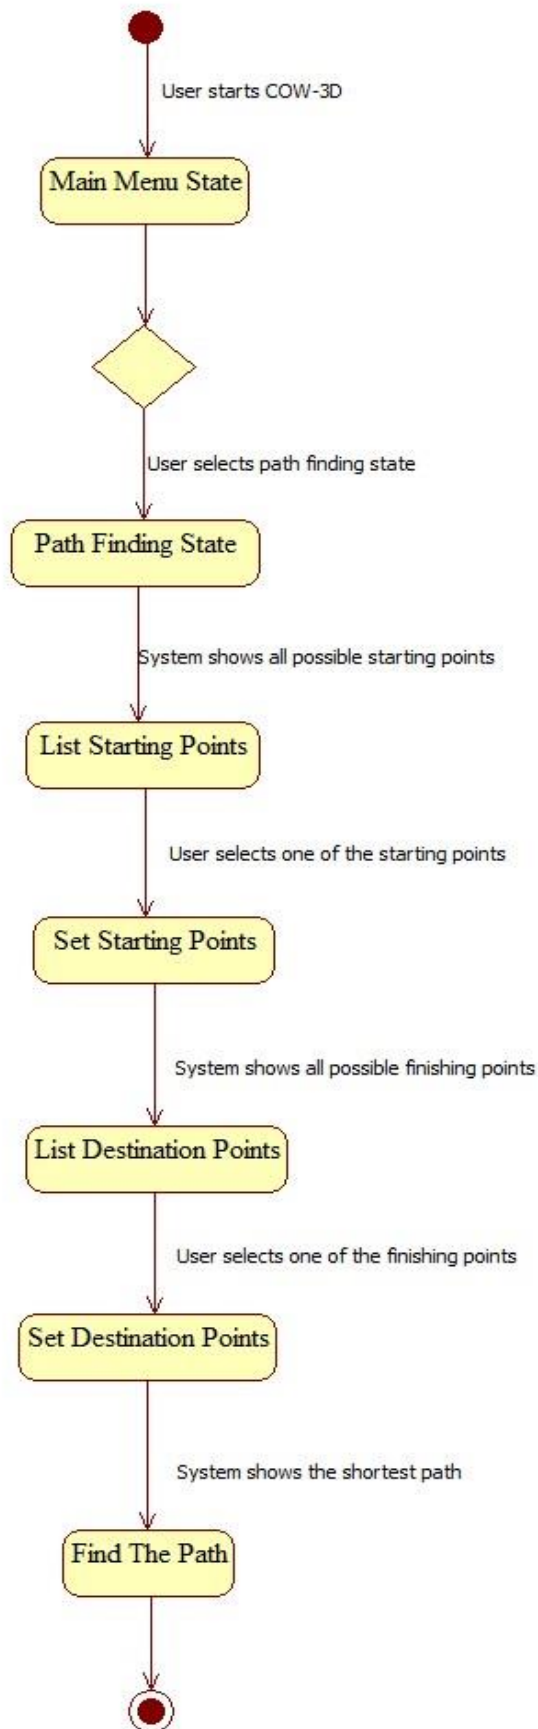 User starts COW-3D
Main Menu State
User selects path finding state
Path Finding State
System shows all possible starting points
List Starting Points
User selects one of the starting points
Set Starting Points
System shows all possible finishing points
List Destination Points
User selects one of the finishing points
Set Destination Points
System shows the shortest path
Find The Path